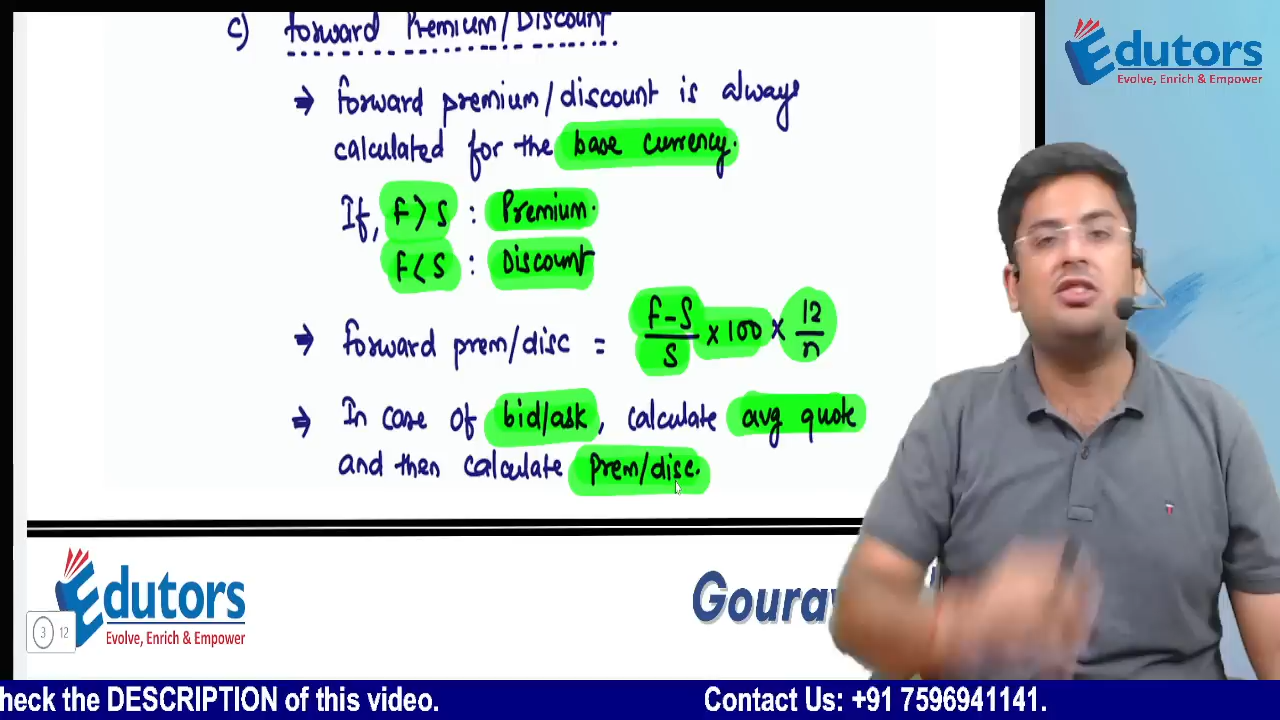 c) Forward Premium/Discount
Edutors
Evolve, Enrich & Empower
→ Forward premium/discount is always
calculated for the base currency.
If, F > S : Premium.
F < S : Discount
→ Forward prem/disc = F-S/S × 100 × 12/n
→ In case of bid/ask, calculate avg quote
and then calculate Prem/disc.
Edutors
Evolve, Enrich & Empower
Gourav
3 12
heck the DESCRIPTION of this video.
Contact Us: +91 7596941141.